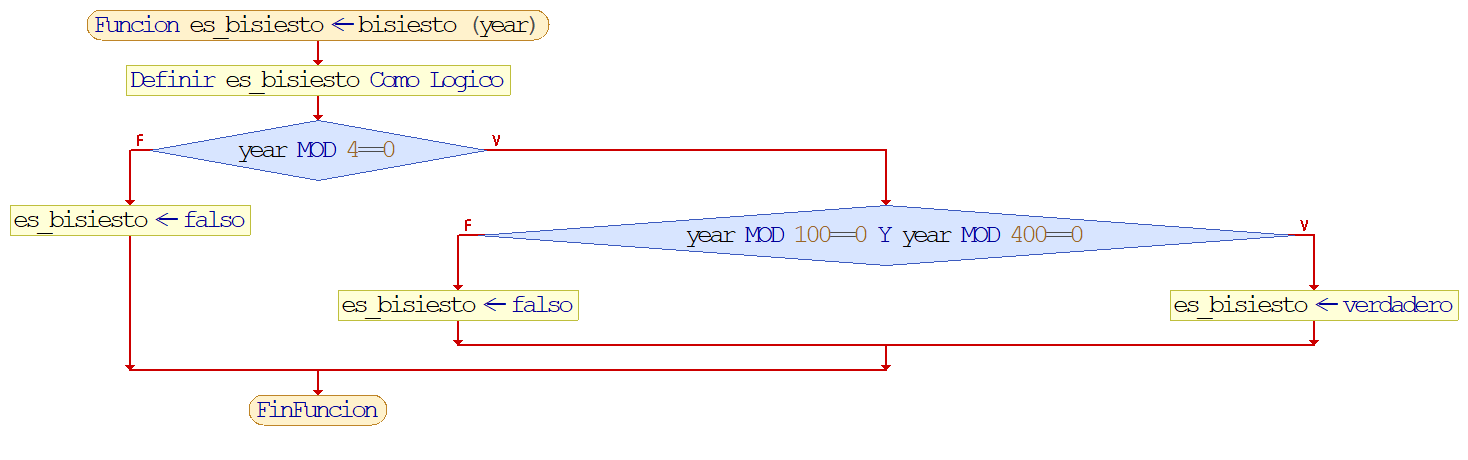 Funcion es_bisiesto ← bisiesto (year)
Definir es_bisiesto Como Logico
F
V
year MOD 4==0
es_bisiesto ← falso
F
V
year MOD 100==0 Y year MOD 400==0
es_bisiesto ← falso
es_bisiesto ← verdadero
FinFuncion